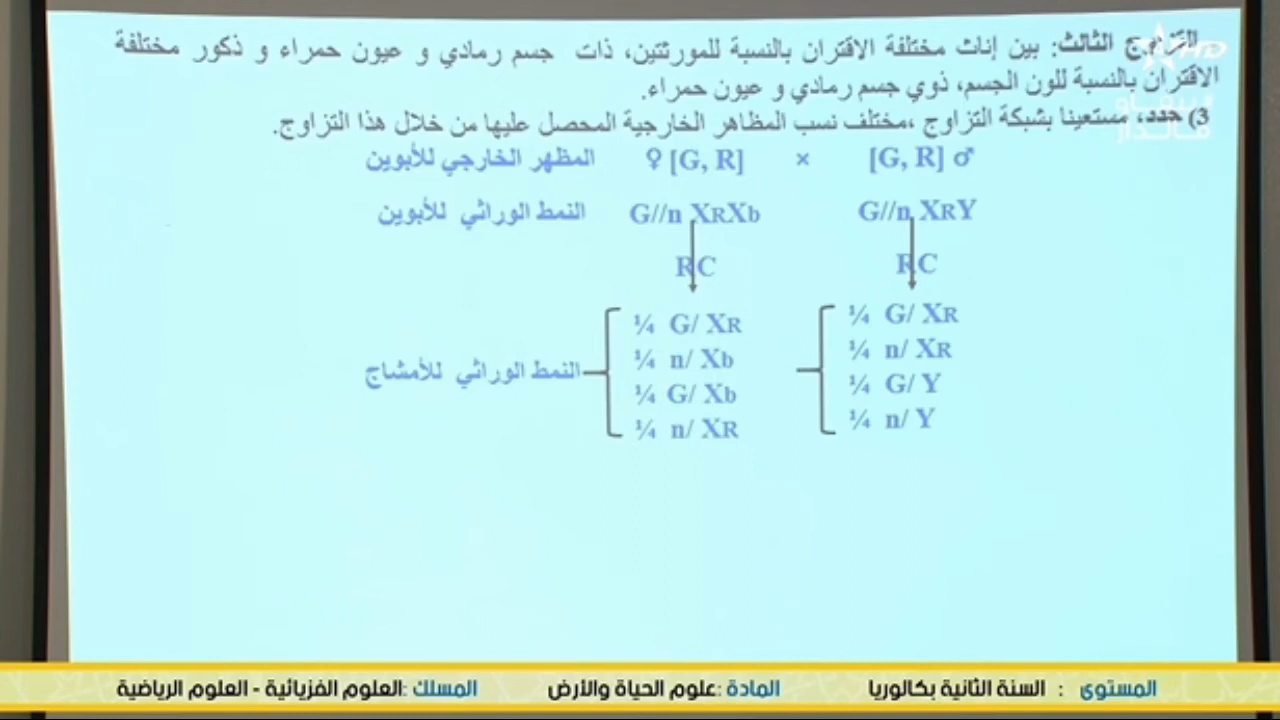 التزاوج الثالث: بين إناث مختلفة الاقتران بالنسبة للمورثتين، ذات جسم رمادي و عيون حمراء و ذكور مختلفة
الاقتران بالنسبة للون الجسم، ذوي جسم رمادي و عيون حمراء.
3) حدد، مستعينا بشبكة التزاوج ،مختلف نسب المظاهر الخارجية المحصل عليها من خلال هذا التزاوج.
المظهر الخارجي للأبوين ♀ [G, R] × [G, R] ♂
النمط الوراثي للأبوين G//n XRXb G//n XRY
RC RC
¼ G/ XR ¼ G/ XR
¼ n/ Xb ¼ n/ XR
النمط الوراثي للأمشاج
¼ G/ Xb ¼ G/ Y
¼ n/ XR ¼ n/ Y
HD
المستوى : السنة الثانية بكالوريا المادة :علوم الحياة والأرض المسلك :العلوم الفزيائية - العلوم الرياضية